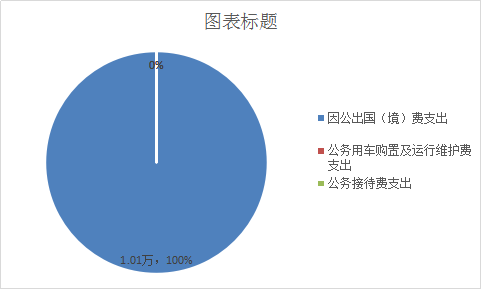 图表标题
0%
1.01万，100%
因公出国（境）费支出
公务用车购置及运行维护费
支出
公务接待费支出